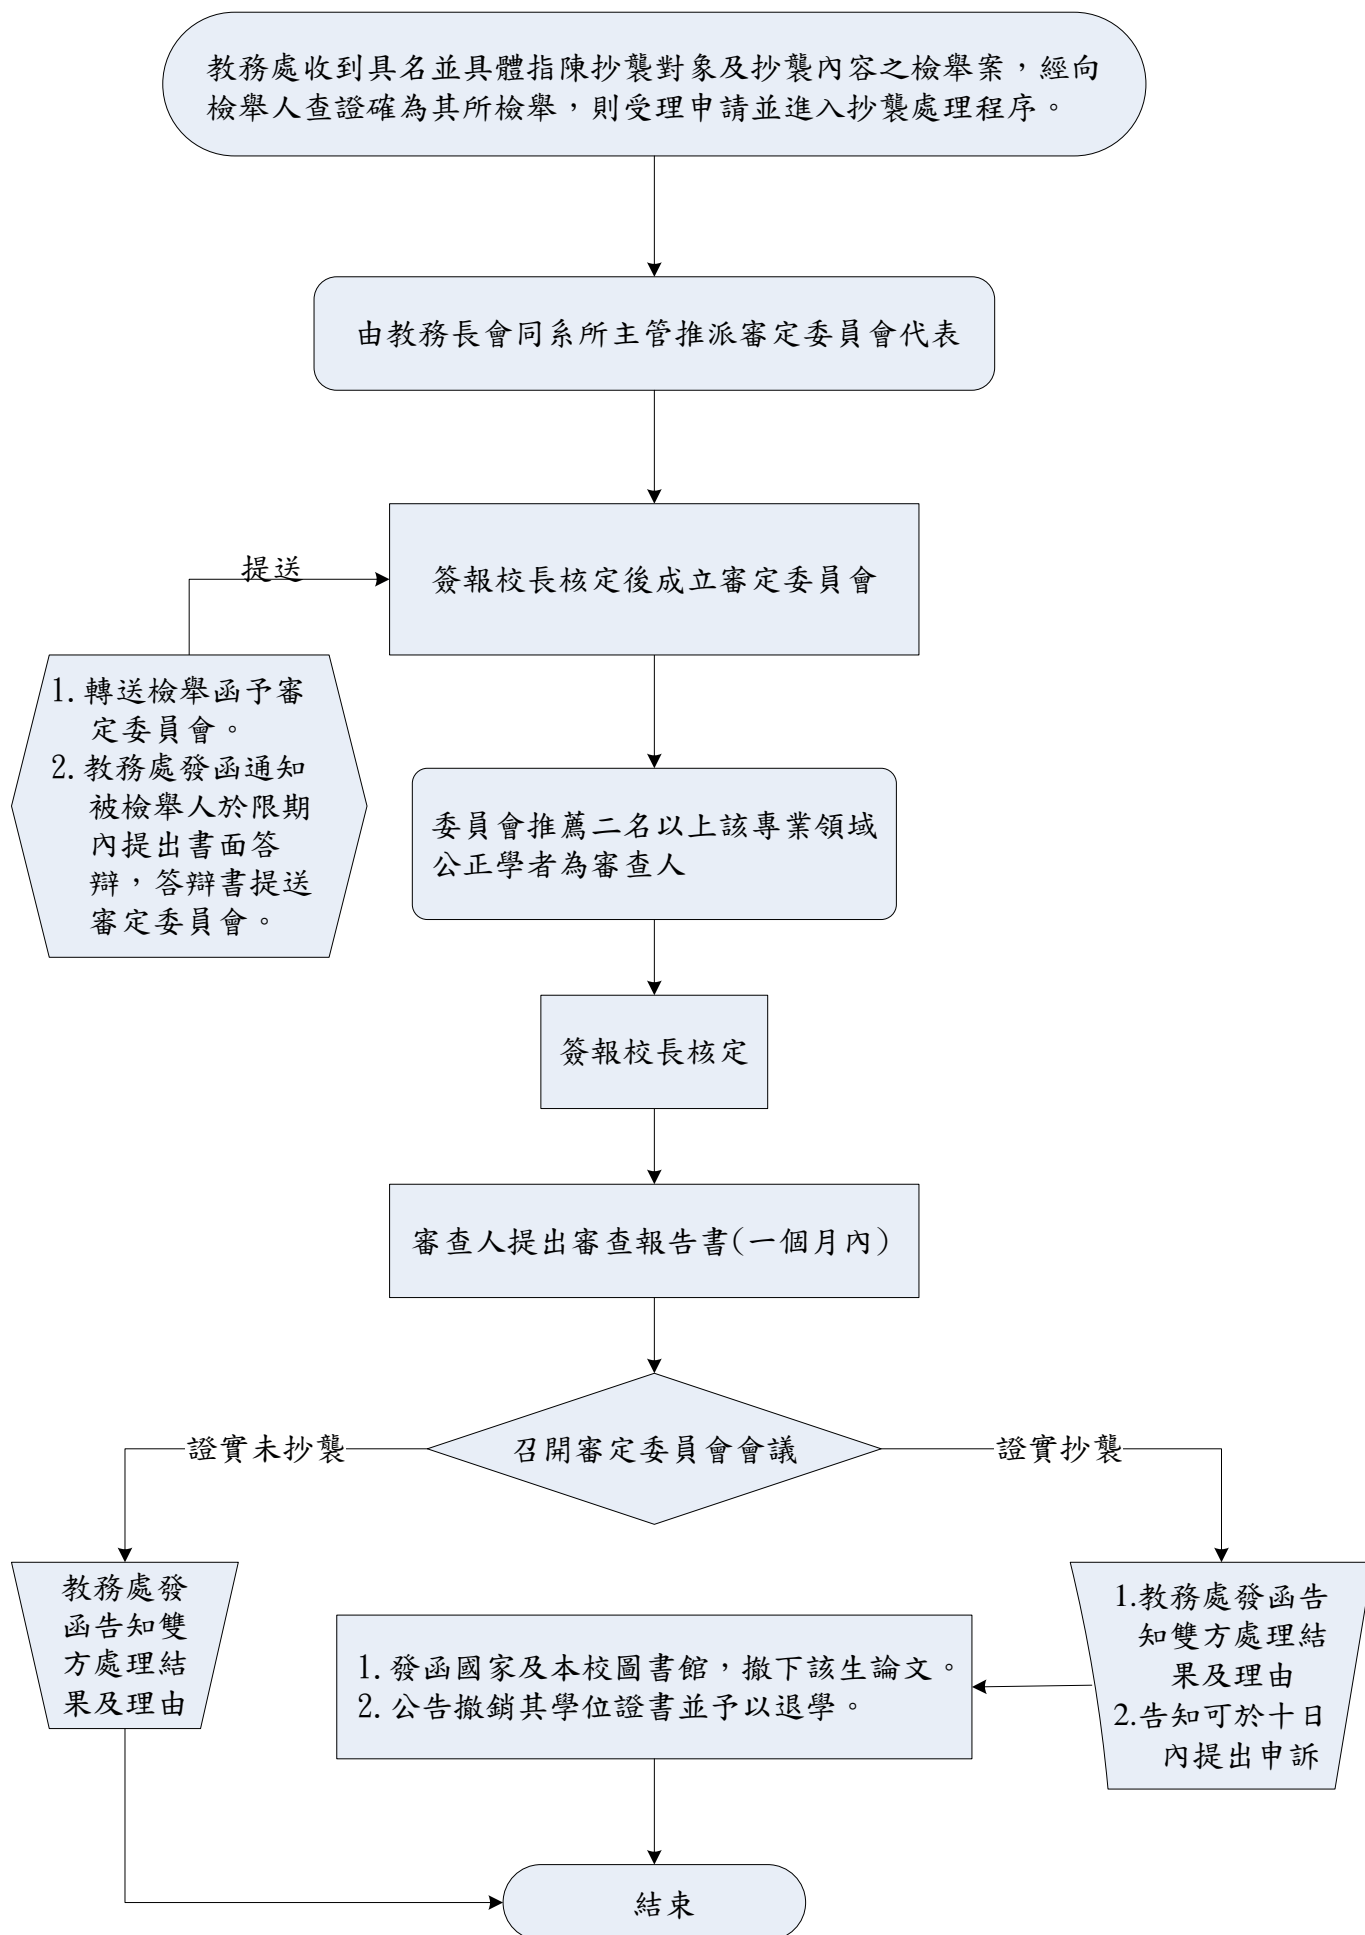 教務處收到具名並具體指陳抄襲對象及抄襲內容之檢舉案，經向
檢舉人查證確為其所檢舉，則受理申請並進入抄襲處理程序。
由教務長會同系所主管推派審定委員會代表
提送
簽報校長核定後成立審定委員會
1. 轉送檢舉函予審
定委員會。
2. 教務處發函通知
被檢舉人於限期
內提出書面答
辯，答辯書提送
審定委員會。
委員會推薦二名以上該專業領域
公正學者為審查人
簽報校長核定
審查人提出審查報告書(一個月內)
召開審定委員會會議
證實未抄襲
證實抄襲
教務處發
函告知雙
方處理結
果及理由
1. 發函國家及本校圖書館，撤下該生論文。
2. 公告撤銷其學位證書並予以退學。
1.教務處發函告
知雙方處理結
果及理由
2.告知可於十日
內提出申訴
結束